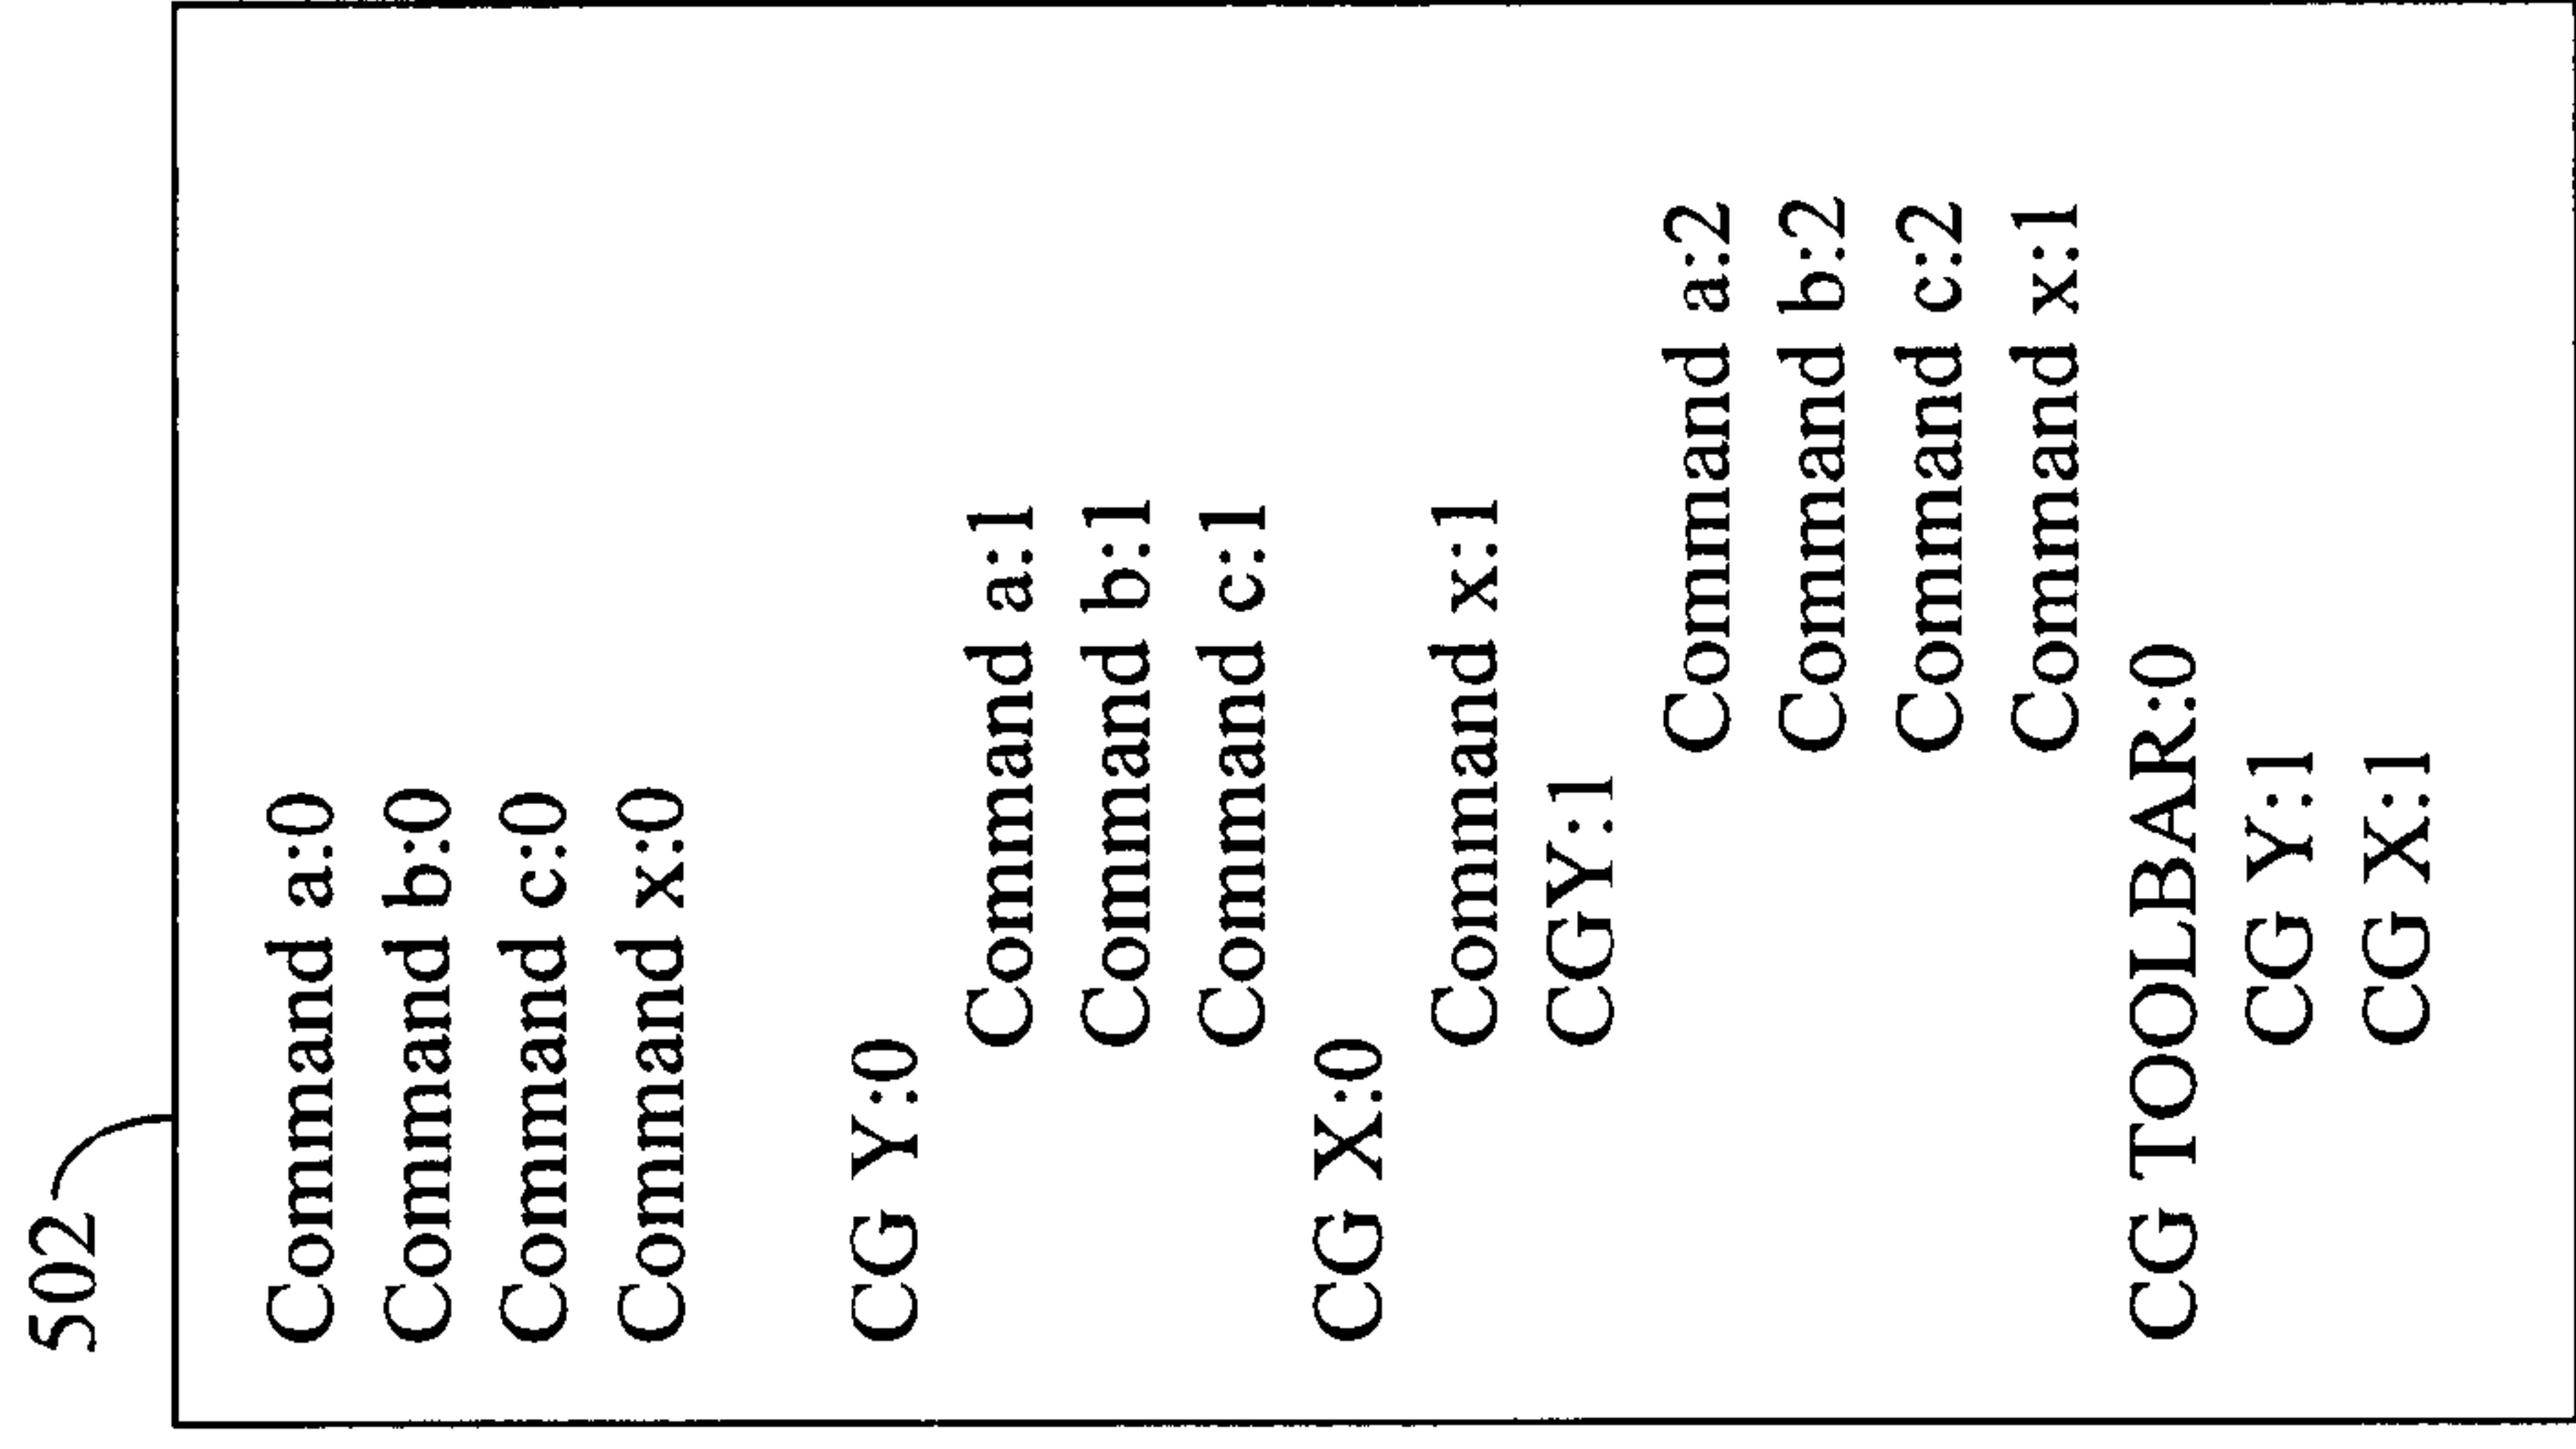 502
Command a:0
Command b:0
Command c:0
Command x:0
CG Y:0
Command a:1
Command b:1
Command c:1
CG X:0
Command x:1
CGY:1
Command a:2
Command b:2
Command c:2
Command x:1
CG TOOLBAR:0
CG Y:1
CG X:1